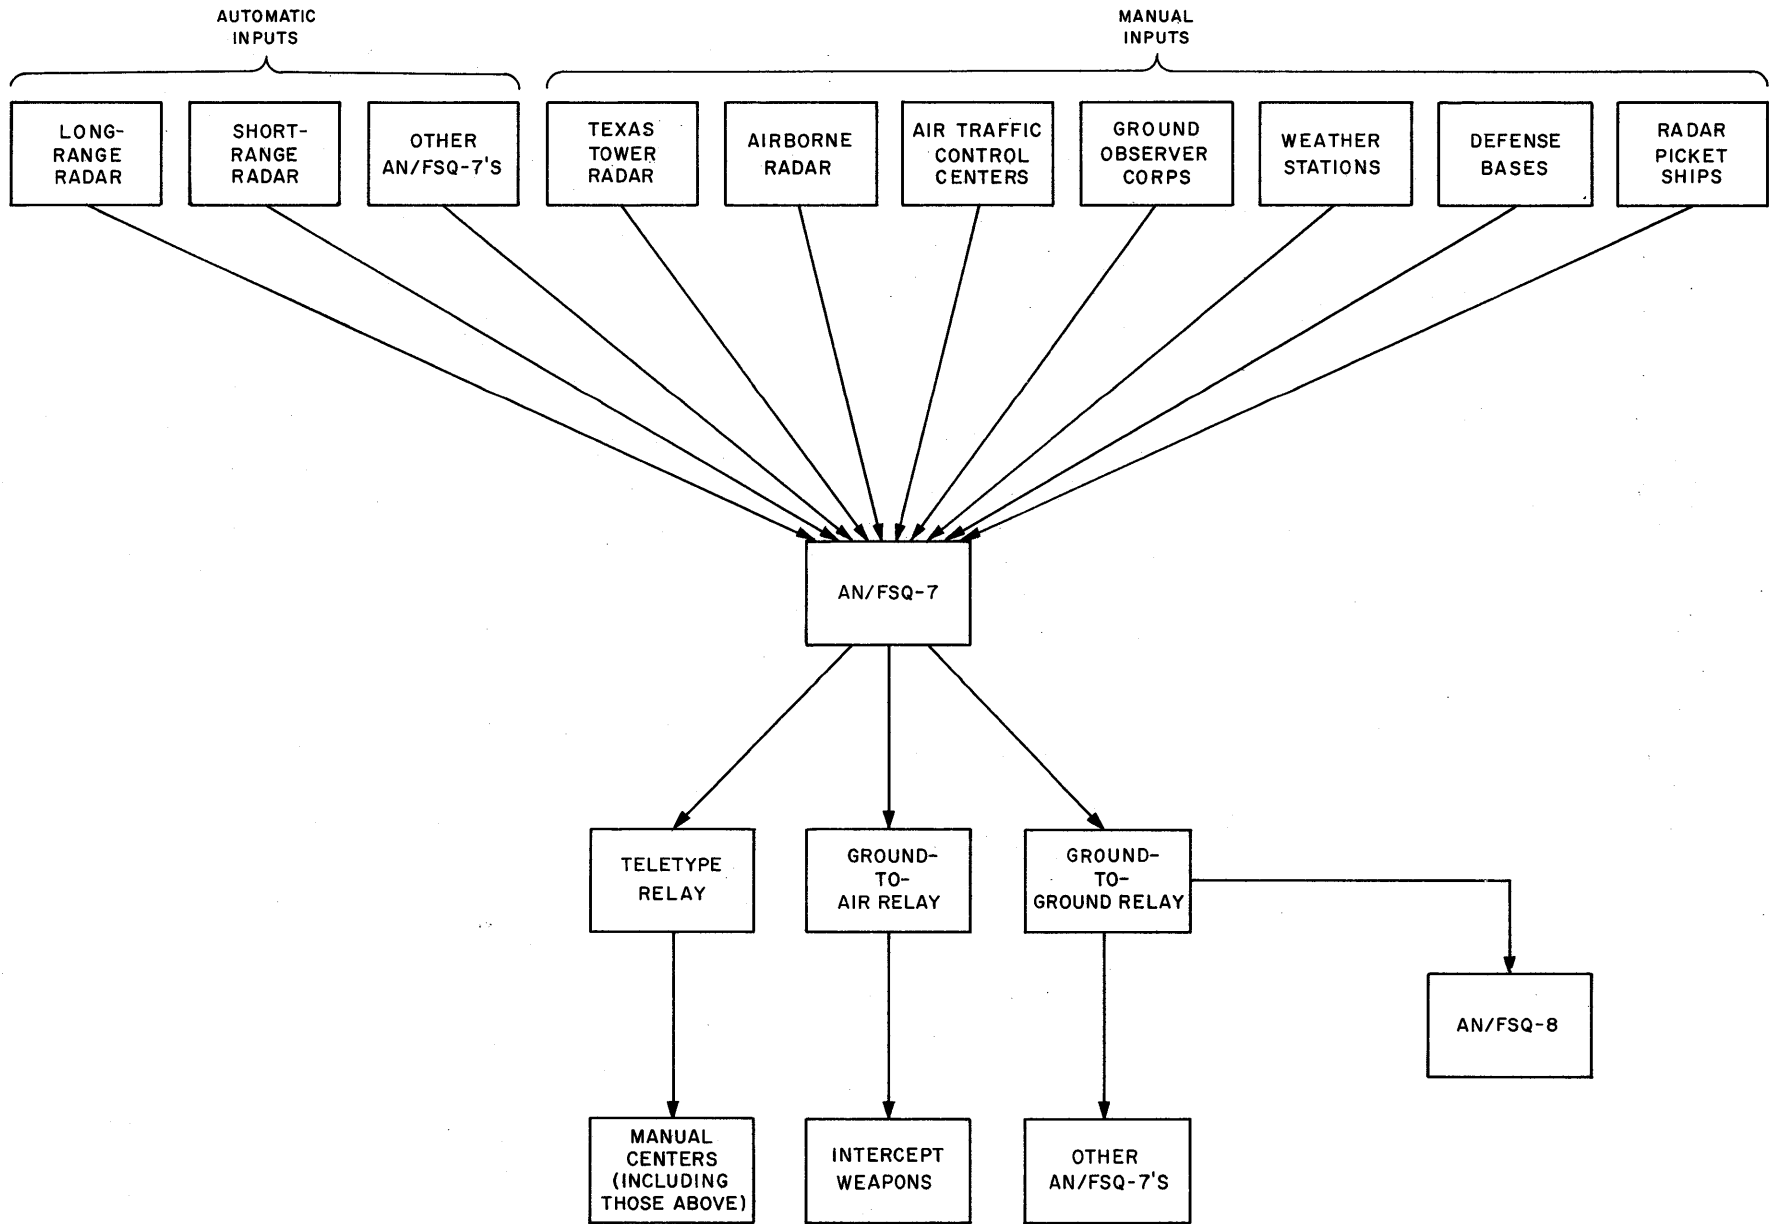 AUTOMATIC
INPUTS
MANUAL
INPUTS
LONG-
RANGE
RADAR
SHORT-
RANGE
RADAR
OTHER
AN/FSQ-7'S
TEXAS
TOWER
RADAR
AIRBORNE
RADAR
AIR TRAFFIC
CONTROL
CENTERS
GROUND
OBSERVER
CORPS
WEATHER
STATIONS
DEFENSE
BASES
RADAR
PICKET
SHIPS
AN/FSQ-7
TELETYPE
RELAY
GROUND-
TO-
AIR RELAY
GROUND-
TO-
GROUND RELAY
AN/FSQ-8
MANUAL
CENTERS
(INCLUDING
THOSE ABOVE)
INTERCEPT
WEAPONS
OTHER
AN/FSQ-7'S